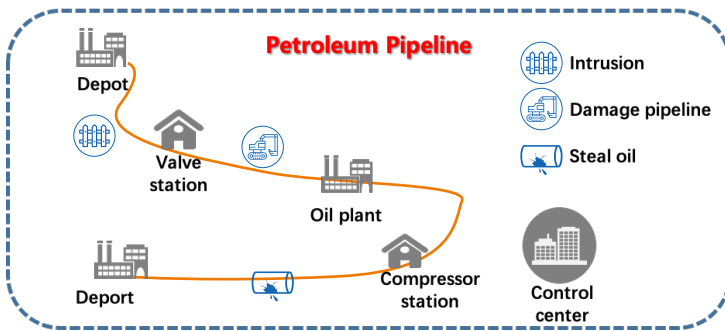 Petroleum Pipeline
Depot
Intrusion
Damage pipeline
Valve
station
Steal oil
Oil plant
Deport
Compressor
station
Control
center